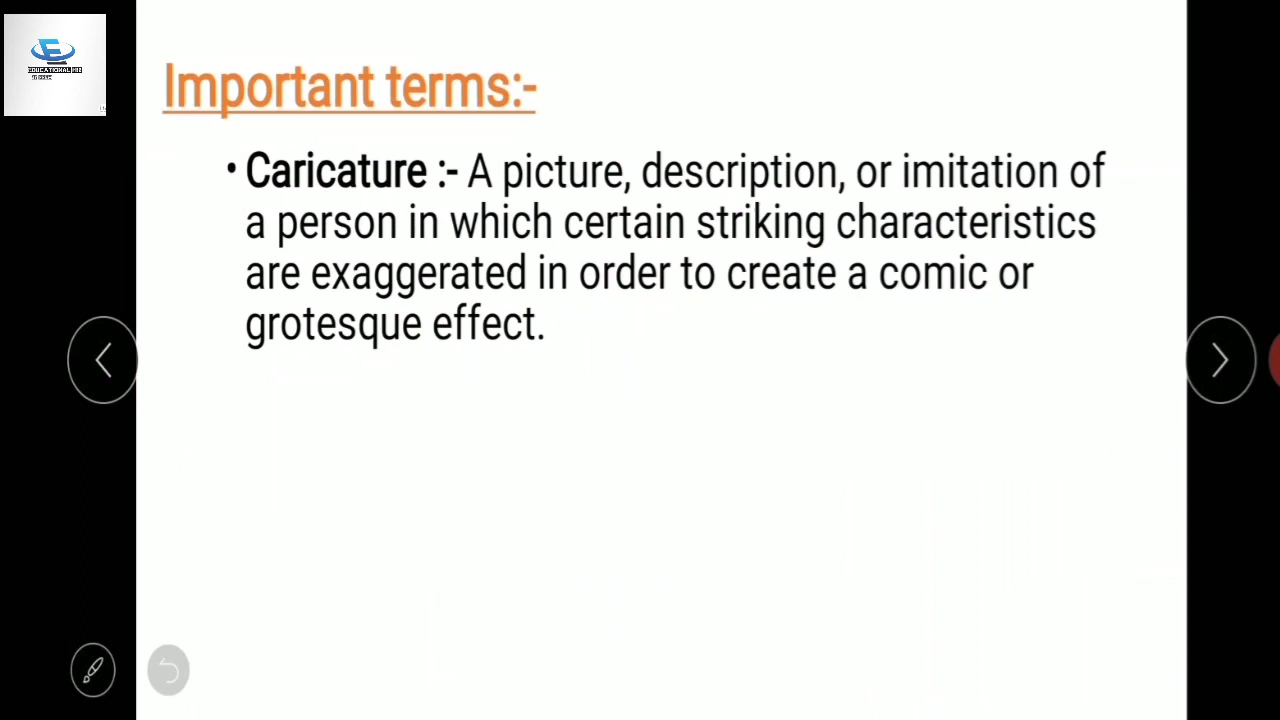 EDUCATIONAL
Important terms:-
• Caricature :- A picture, description, or imitation of
a person in which certain striking characteristics
are exaggerated in order to create a comic or
grotesque effect.